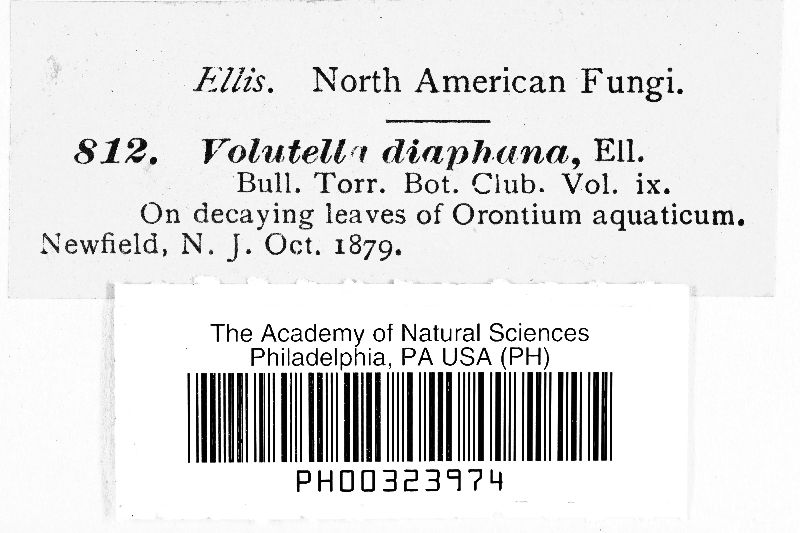 Ellis. North American Fungi.
812. Volutella diaphana, Ell.
Bull. Torr. Bot. Club. Vol. ix.
On decaying leaves of Orontium aquaticum.
Newfield, N. J. Oct. 1879.
The Academy of Natural Sciences
Philadelphia, PA USA (PH)
PH00323974